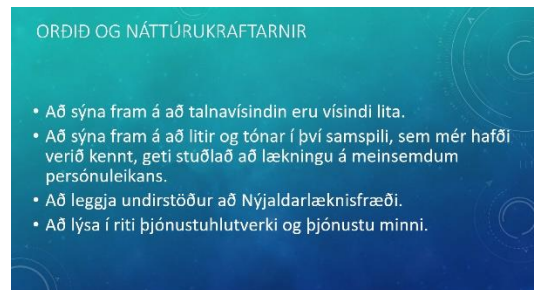 ORÐIÐ OG NÁTTÚRUKRAFTARNIR
• Að sýna fram á að talnavísindin eru vísindi lita.
• Að sýna fram á að litir og tónar í því samspili, sem mér hafði
verið kennt, geti stuðlað að lækningu á meinsemdum
persónuleikans.
• Að leggja undirstöður að Nýjaldarlæknisfræði.
• Að lýsa í riti þjónustuhlutverki og þjónustu minni.